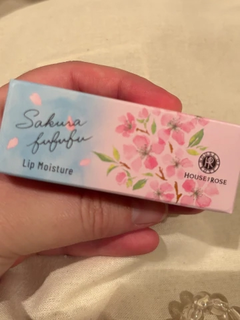 Sakura
fufufu
Lip Moisture
HOUSE OF ROSE